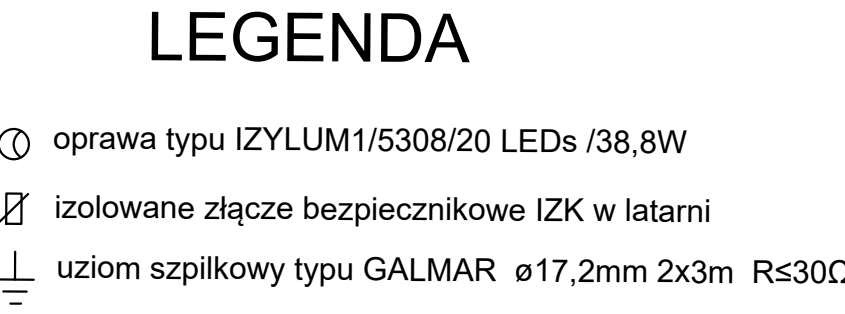 LEGENDA
oprawa typu IZYLUM1/5308/20 LEDs /38,8W
izolowane złącze bezpiecznikowe IZK w latarni
uziom szpilkowy typu GALMAR ø17,2mm 2x3m R≤30Ω